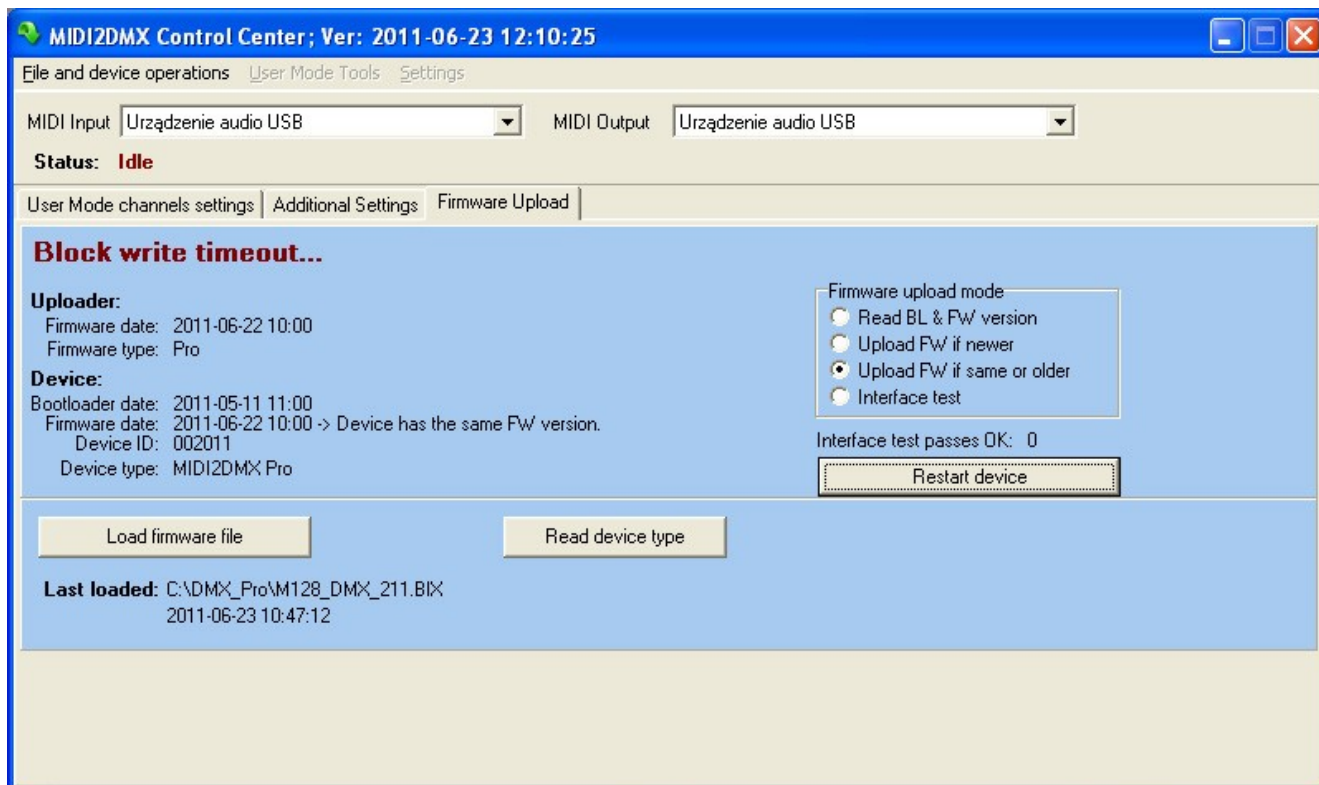 MIDI2DMX Control Center; Ver: 2011-06-23 12:10:25
File and device operations User Mode Tools Settings
MIDI Input Urządzenie audio USB MIDI Output Urządzenie audio USB
Status: Idle
User Mode channels settings Additional Settings Firmware Upload
Block write timeout...
Uploader:
Firmware date: 2011-06-22 10:00
Firmware type: Pro
Device:
Bootloader date: 2011-05-11 11:00
Firmware date: 2011-06-22 10:00 -> Device has the same FW version.
Device ID: 002011
Device type: MIDI2DMX Pro
Firmware upload mode
Read BL & FW version
Upload FW if newer
Upload FW if same or older
Interface test
Interface test passes OK: 0
Restart device
Load firmware file Read device type
Last loaded: C:\DMX_Pro\M128_DMX_211.BIX
2011-06-23 10:47:12